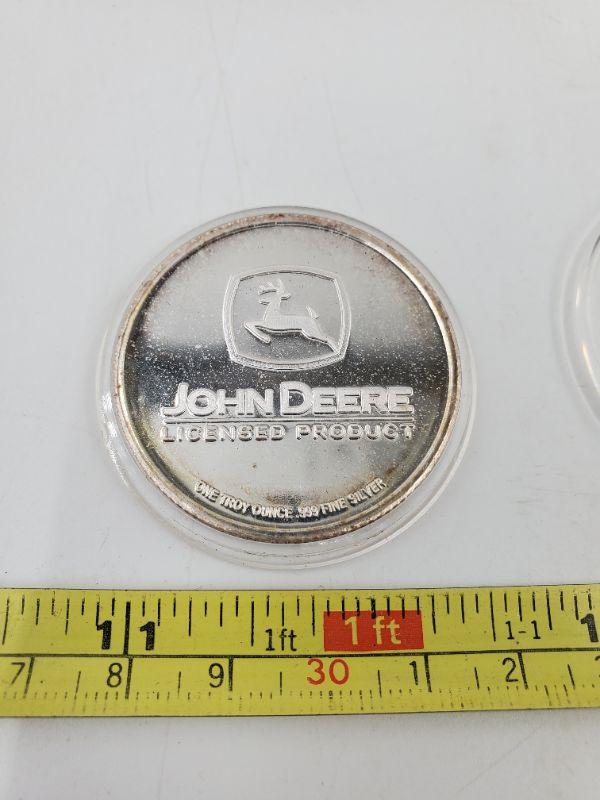 JOHN DEERE
LICENSED PRODUCT
ONE TROY OUNCE .999 FINE SILVER
11 1ft 1 ft 1-1 1
7 8 9 30 1 2